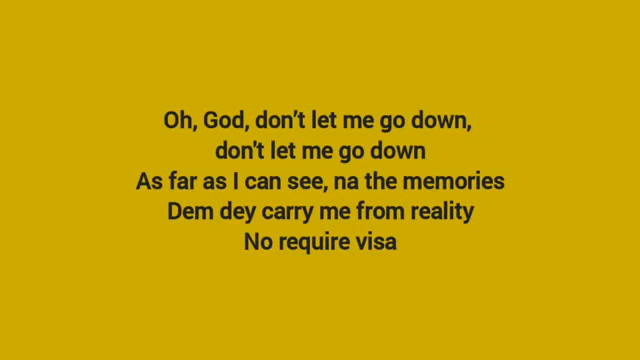 Oh, God, don’t let me go down,
don't let me go down
As far as I can see, na the memories
Dem dey carry me from reality
No require visa